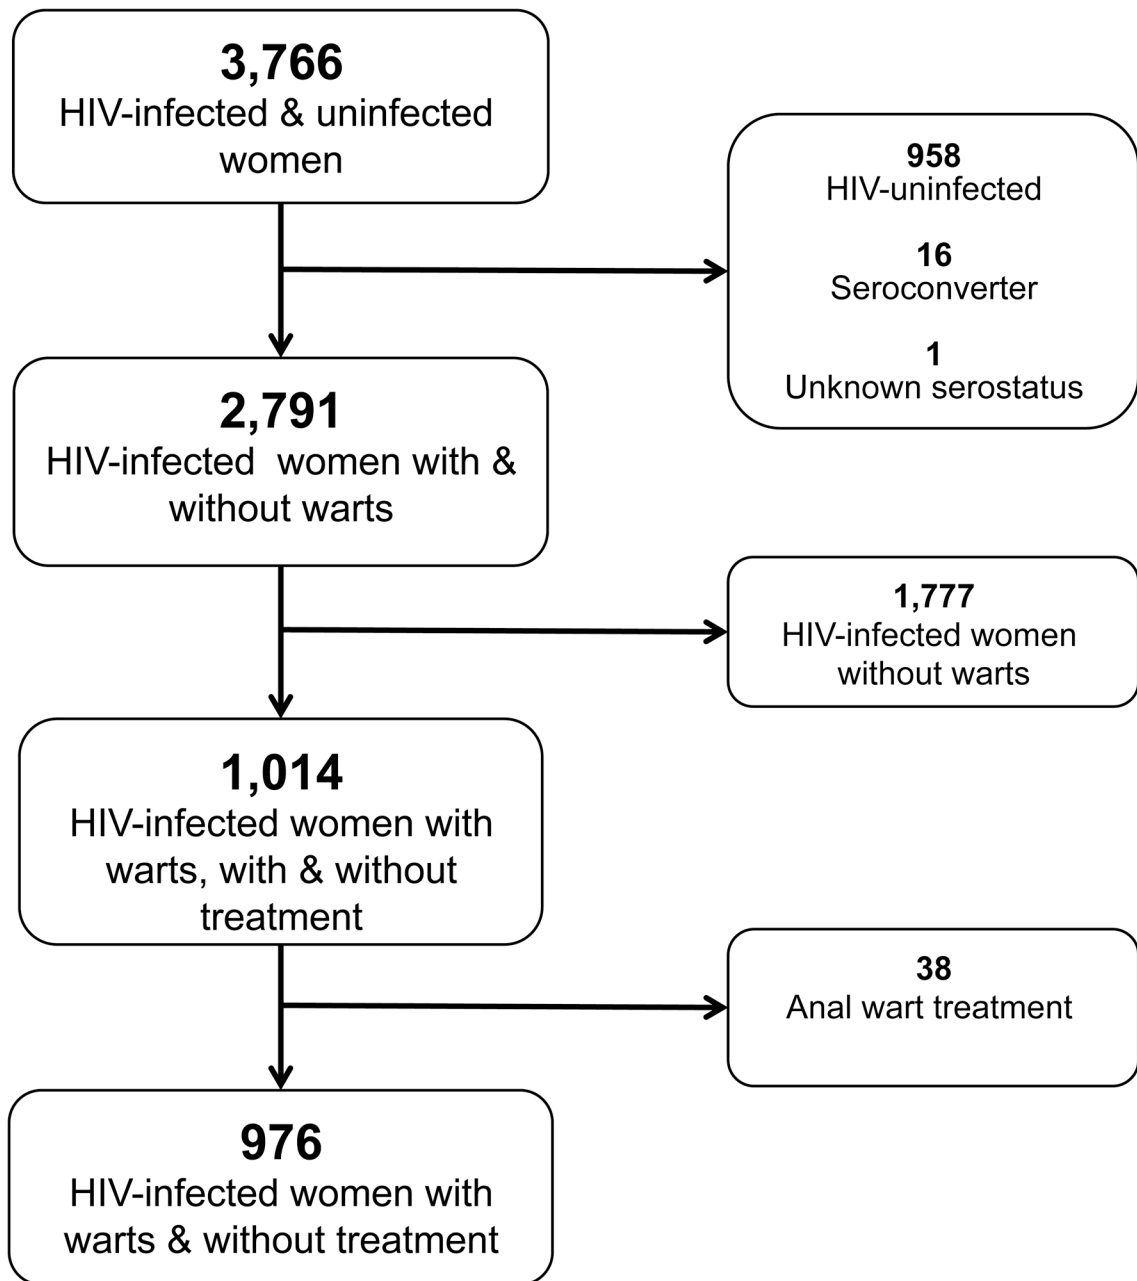 3,766
HIV-infected & uninfected
women
958
HIV-uninfected
16
Seroconverter
1
Unknown serostatus
2,791
HIV-infected  women with &
without warts
1,777
HIV-infected women
without warts
1,014
HIV-infected women with
warts, with & without
treatment
38
Anal wart treatment
976
HIV-infected women with
warts & without treatment